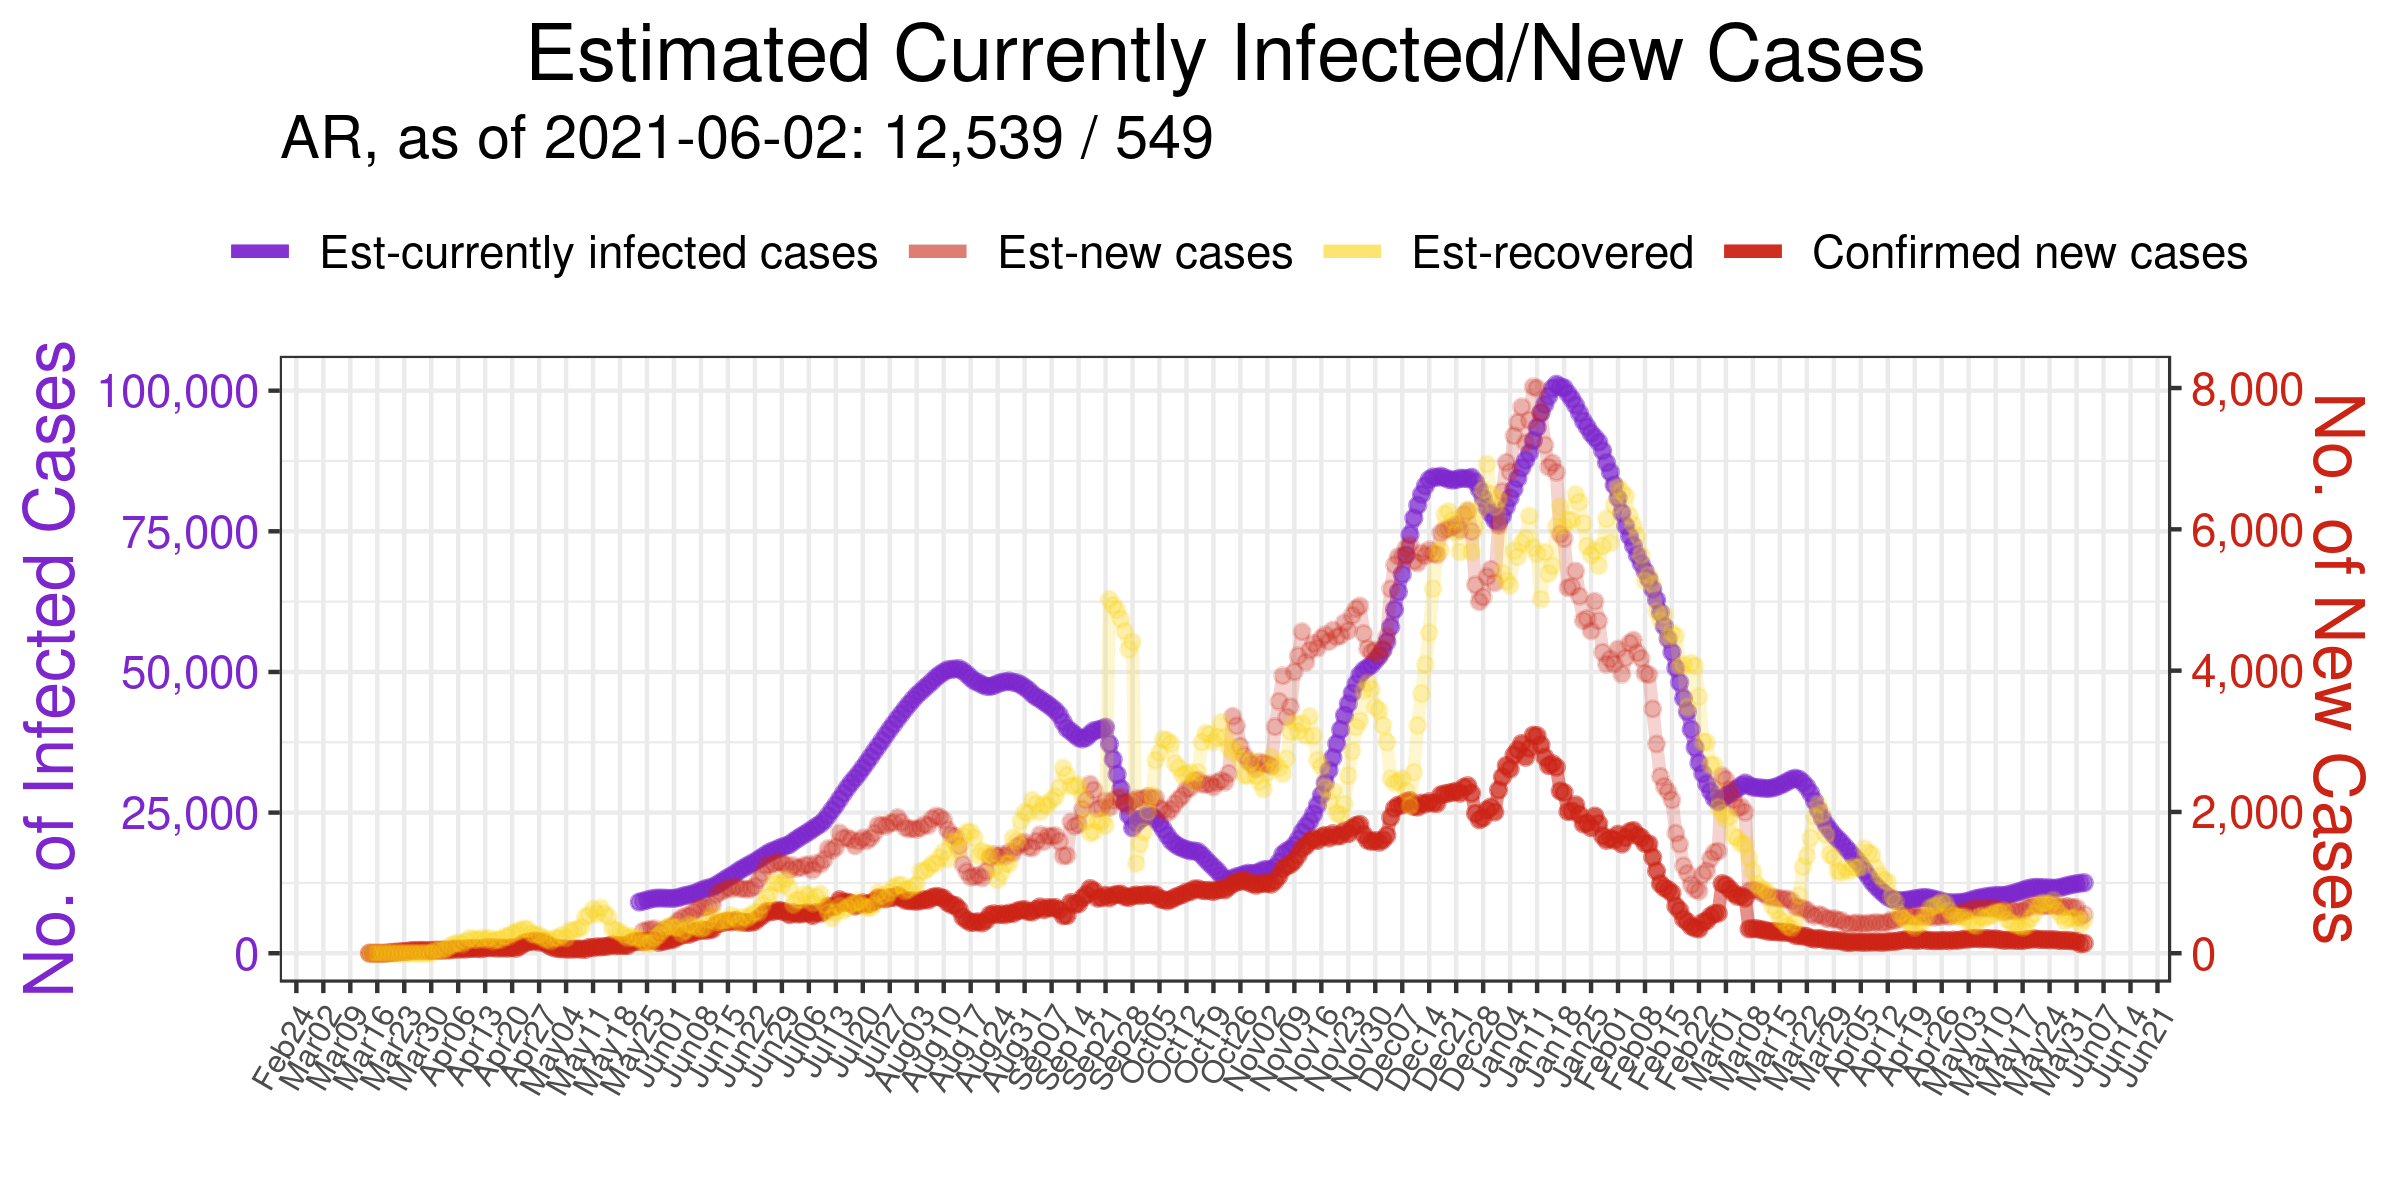 Estimated Currently Infected/New Cases
AR, as of 2021-06-02: 12,539 / 549
Est-currently infected cases
Est-new cases
Est-recovered
Confirmed new cases
No. of Infected Cases
100,000
75,000
50,000
25,000
0
8,000
6,000
4,000
2,000
0
No. of New Cases
Feb24
Mar02
Mar09
Mar16
Mar23
Mar30
Apr06
Apr13
Apr20
Apr27
May04
May11
May18
May25
Jun01
Jun08
Jun15
Jun22
Jun29
Jul06
Jul13
Jul20
Jul27
Aug03
Aug10
Aug17
Aug24
Aug31
Sep07
Sep14
Sep21
Sep28
Oct05
Oct12
Oct19
Oct26
Nov02
Nov09
Nov16
Nov23
Nov30
Dec07
Dec14
Dec21
Dec28
Jan04
Jan11
Jan18
Jan25
Feb01
Feb08
Feb15
Feb22
Mar01
Mar08
Mar15
Mar22
Mar29
Apr05
Apr12
Apr19
Apr26
May03
May10
May17
May24
May31
Jun07
Jun14
Jun21